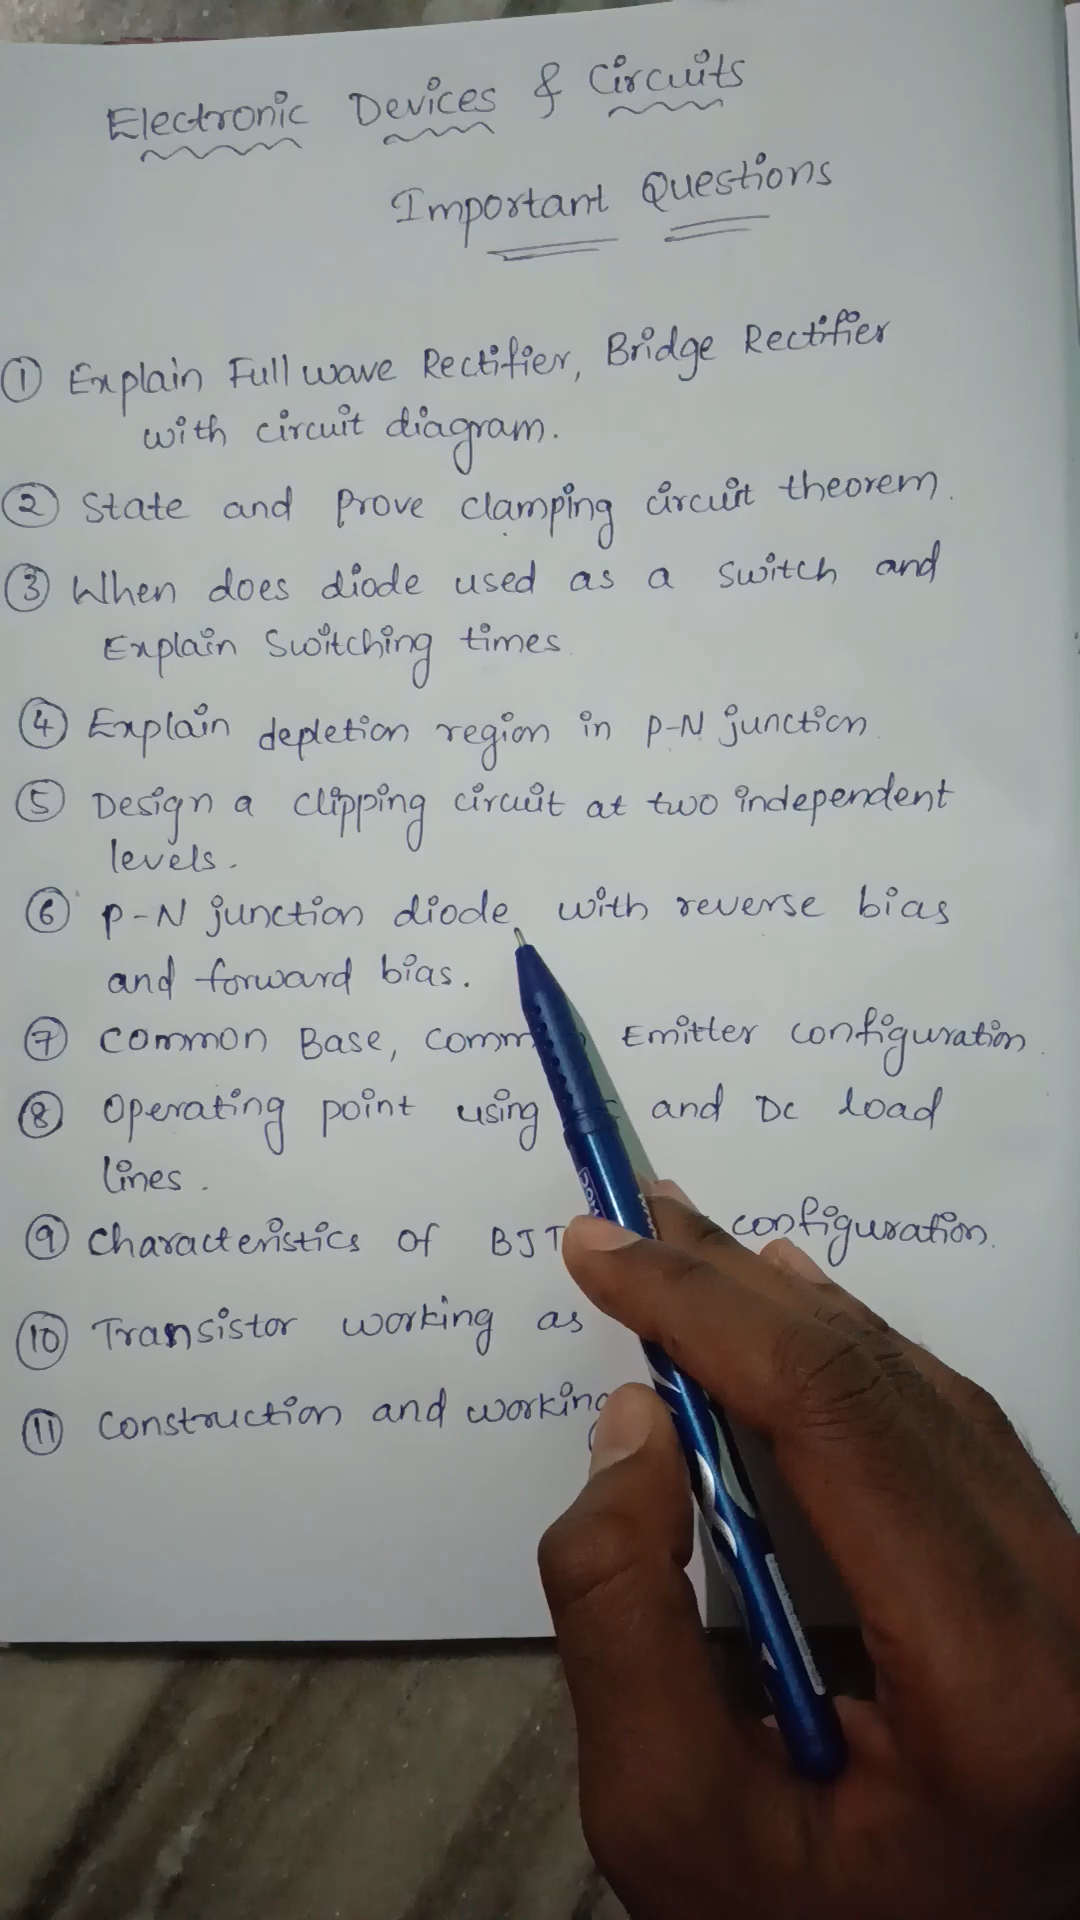 Electronic Devices & Circuits
Important Questions
① Explain Full wave Rectifier, Bridge Rectifier
with circuit diagram.
② State and Prove clamping circuit theorem.
③ When does diode used as a switch and
Explain Switching times.
④ Explain depletion region in P-N junction.
⑤ Design a clipping circuit at two independent
levels.
⑥ P-N junction diode with reverse bias
and forward bias.
⑦ Common Base, Emitter configuration.
⑧ Operating point using and DC load
lines.
⑨ Characteristics of BJT configuration.
⑩ Transistor working as
⑪ Construction and working